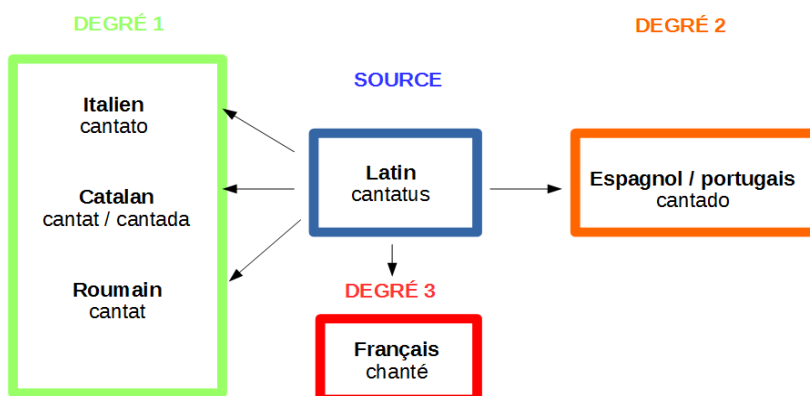 DEGRÉ 1
Italien
cantato
Catalan
cantat / cantada
Roumain
cantat
SOURCE
Latin
cantatus
DEGRÉ 3
Français
chanté
DEGRÉ 2
Espagnol / portugais
cantado